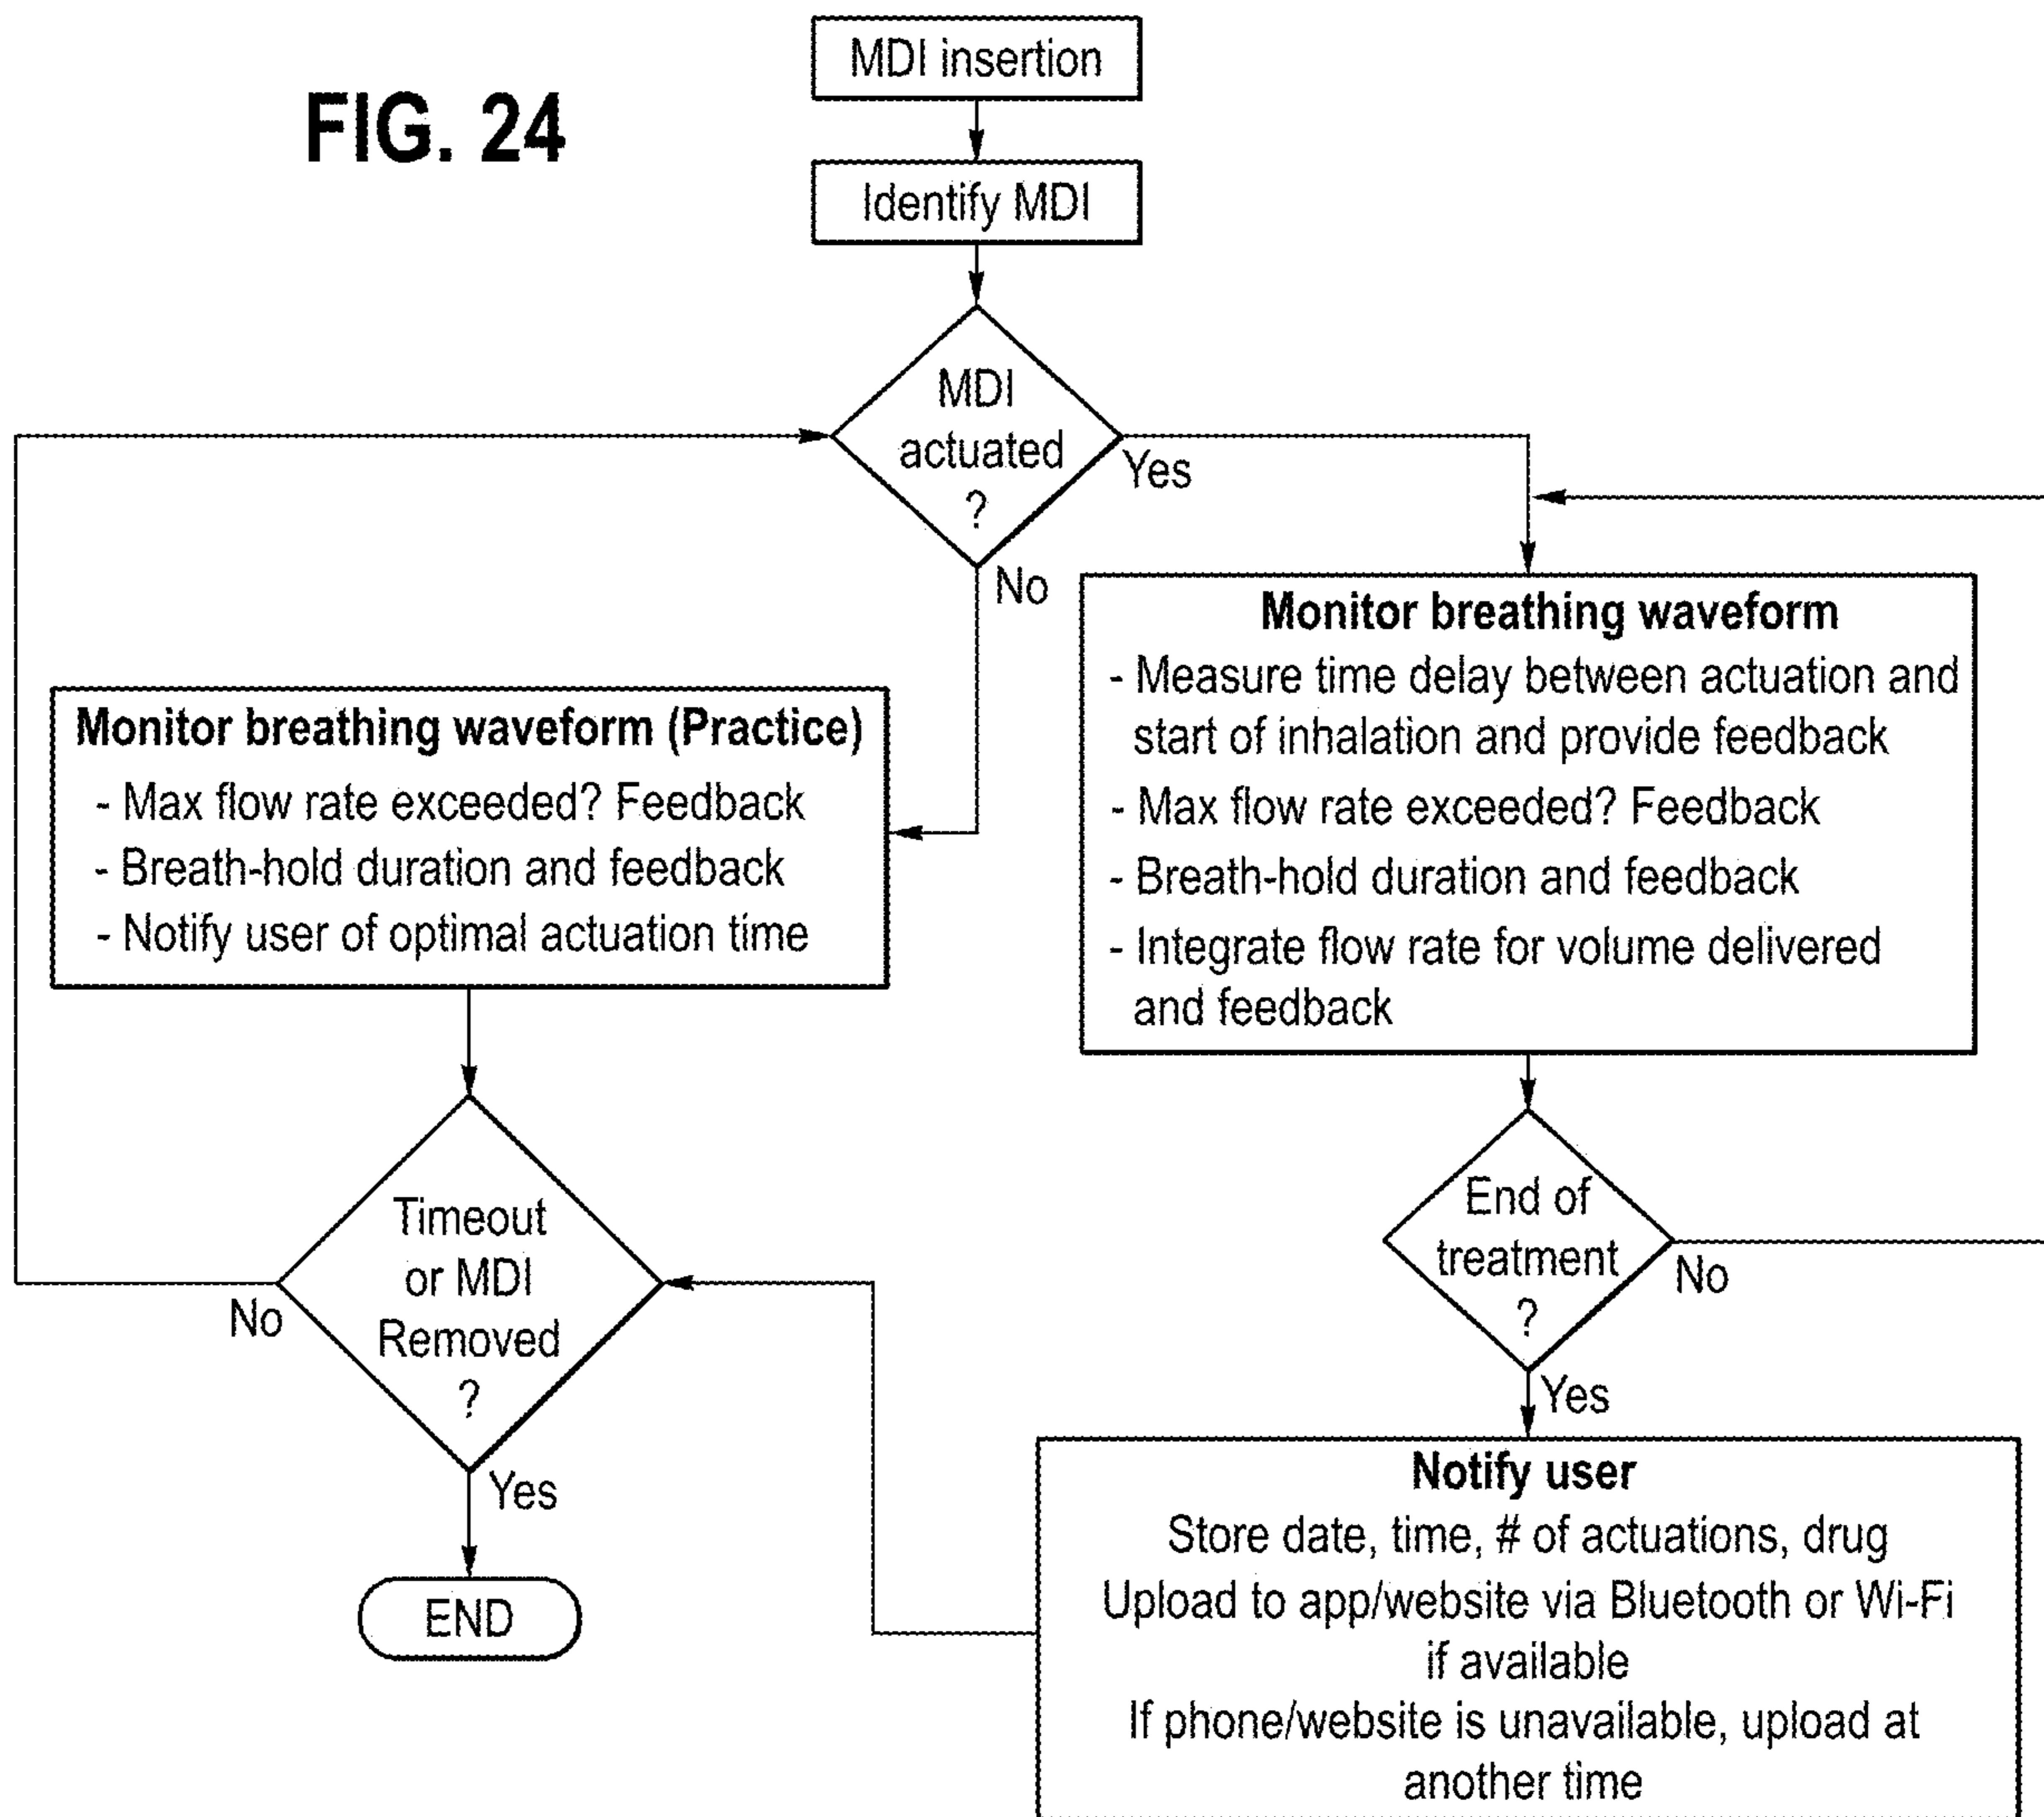 FIG. 24
MDI insertion
Identify MDI
MDI
actuated
?
Yes
No
Monitor breathing waveform (Practice)
- Max flow rate exceeded? Feedback
- Breath-hold duration and feedback
- Notify user of optimal actuation time
Monitor breathing waveform
- Measure time delay between actuation and
start of inhalation and provide feedback
- Max flow rate exceeded? Feedback
- Breath-hold duration and feedback
- Integrate flow rate for volume delivered
and feedback
Timeout
or MDI
Removed
?
No
Yes
END
End of
treatment
?
No
Yes
Notify user
Store date, time, # of actuations, drug
Upload to app/website via Bluetooth or Wi-Fi
if available
If phone/website is unavailable, upload at
another time